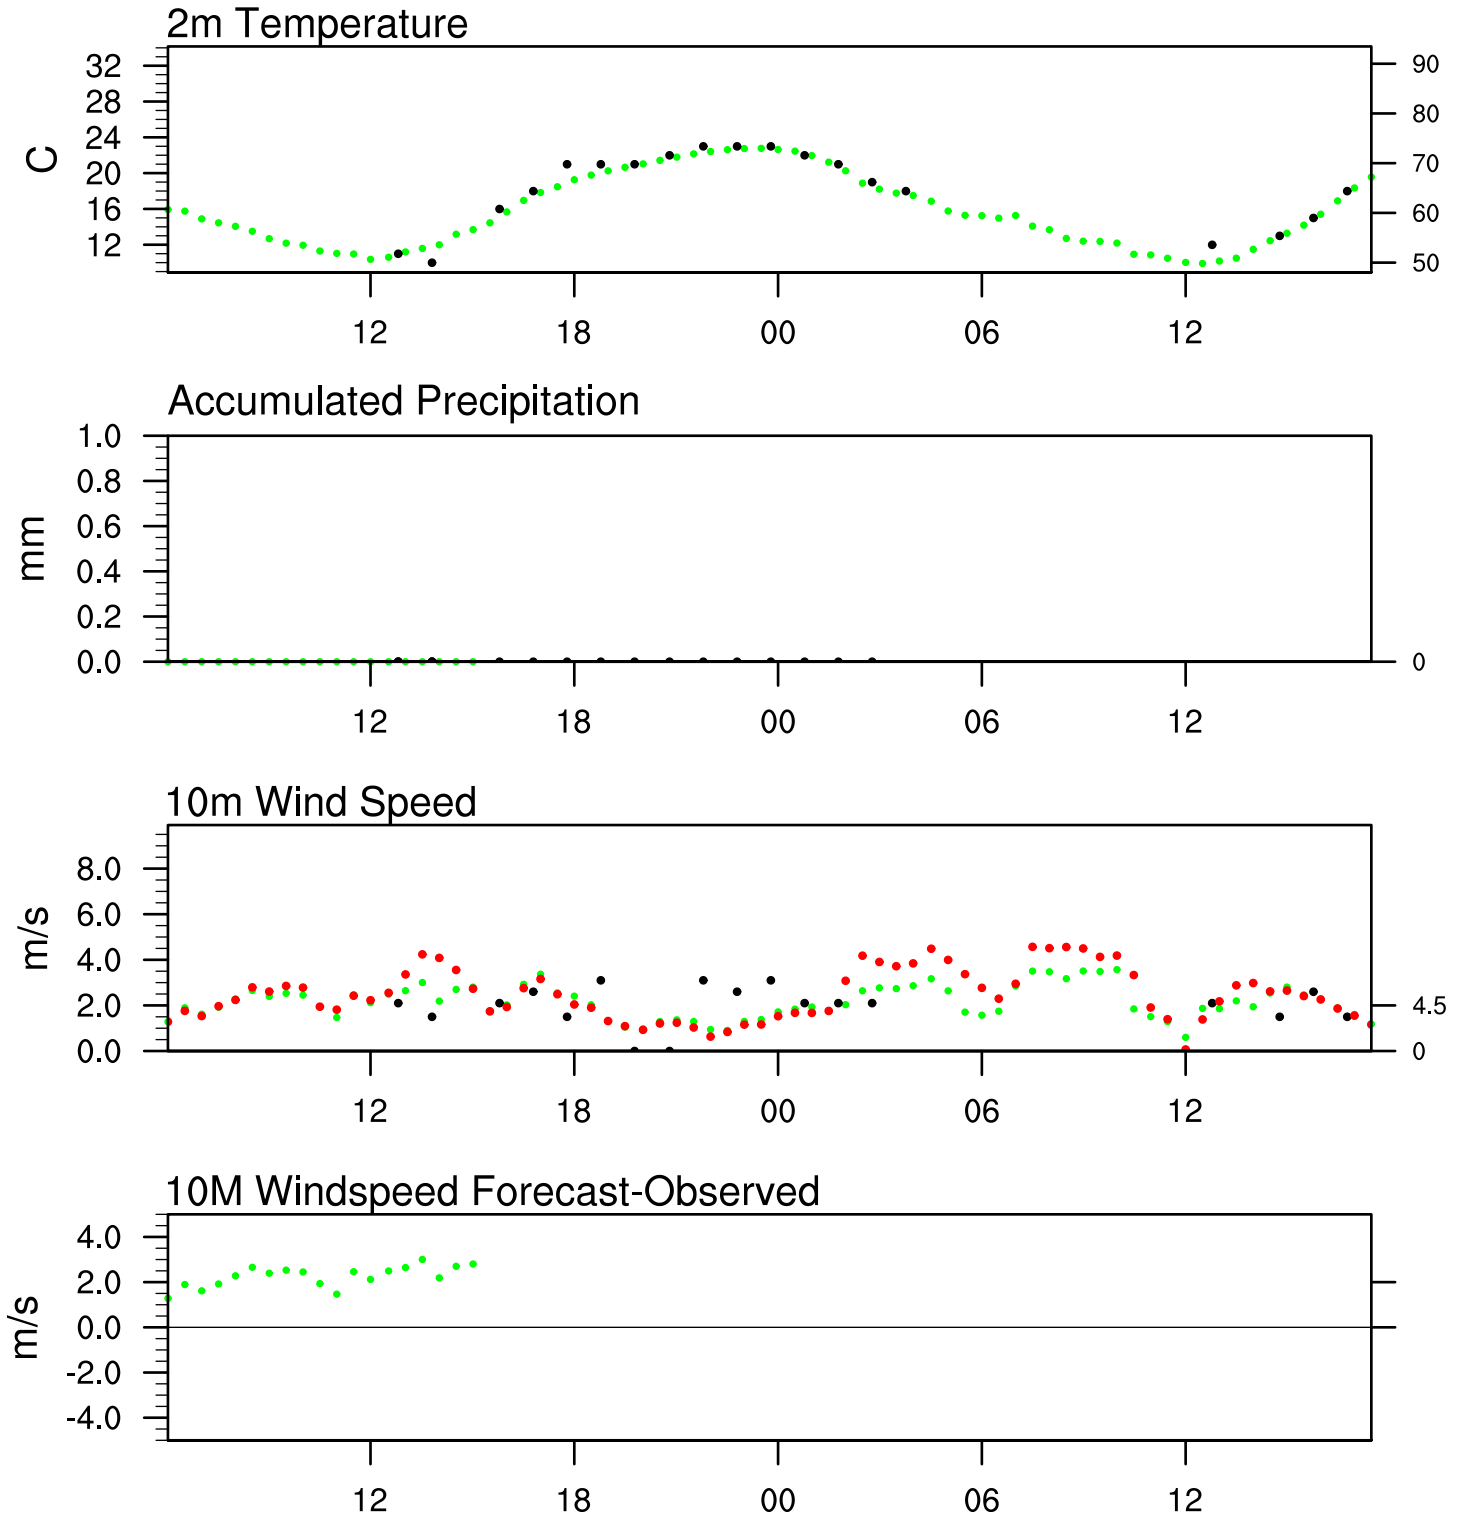 2m Temperature
32 90
28 80
24
20 70
16 60
12 50
C
12 18 00 06 12
Accumulated Precipitation
1.0
0.8
0.6
0.4
0.2
0.0 0
mm
12 18 00 06 12
10m Wind Speed
8.0
6.0
4.0
2.0 4.5
0.0 0
m/s
12 18 00 06 12
10M Windspeed Forecast-Observed
4.0
2.0
0.0
-2.0
-4.0
m/s
12 18 00 06 12